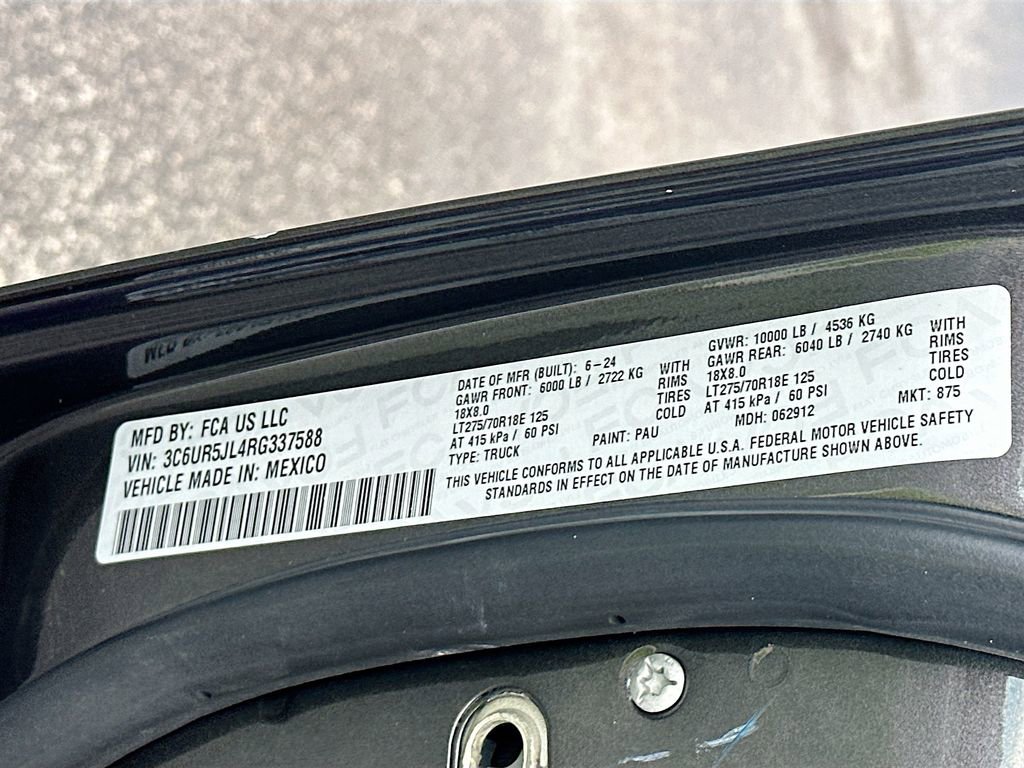 MFD BY: FCA US LLC
VIN: 3C6UR5JL4RG337588
VEHICLE MADE IN: MEXICO
DATE OF MFR (BUILT): 6-24
GAWR FRONT: 6000 LB / 2722 KG WITH
18X8.0 RIMS
LT275/70R18E 125 TIRES
AT 415 kPa / 60 PSI COLD
TYPE: TRUCK
PAINT: PAU
GVWR: 10000 LB / 4536 KG
GAWR REAR: 6040 LB / 2740 KG WITH
18X8.0 RIMS
LT275/70R18E 125 TIRES
AT 415 kPa / 60 PSI COLD
MDH: 062912
MKT: 875
THIS VEHICLE CONFORMS TO ALL APPLICABLE U.S.A. FEDERAL MOTOR VEHICLE SAFETY
STANDARDS IN EFFECT ON THE DATE OF MANUFACTURE SHOWN ABOVE.